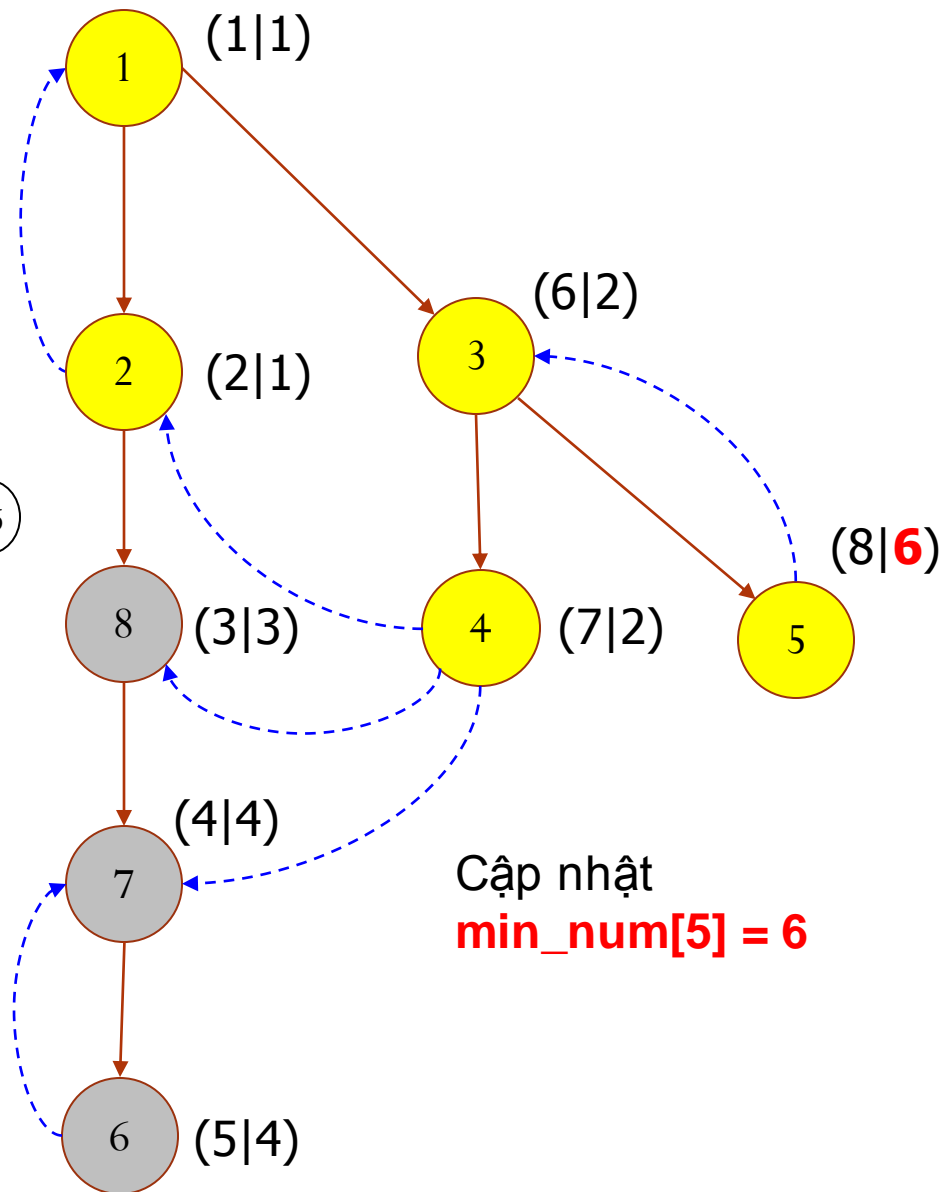 1 (1|1)
(6|2)
3
2 (2|1)
(8|6)
8 (3|3) 4 (7|2) 5
(4|4)
7
Cập nhật
min_num[5] = 6
6 (5|4)